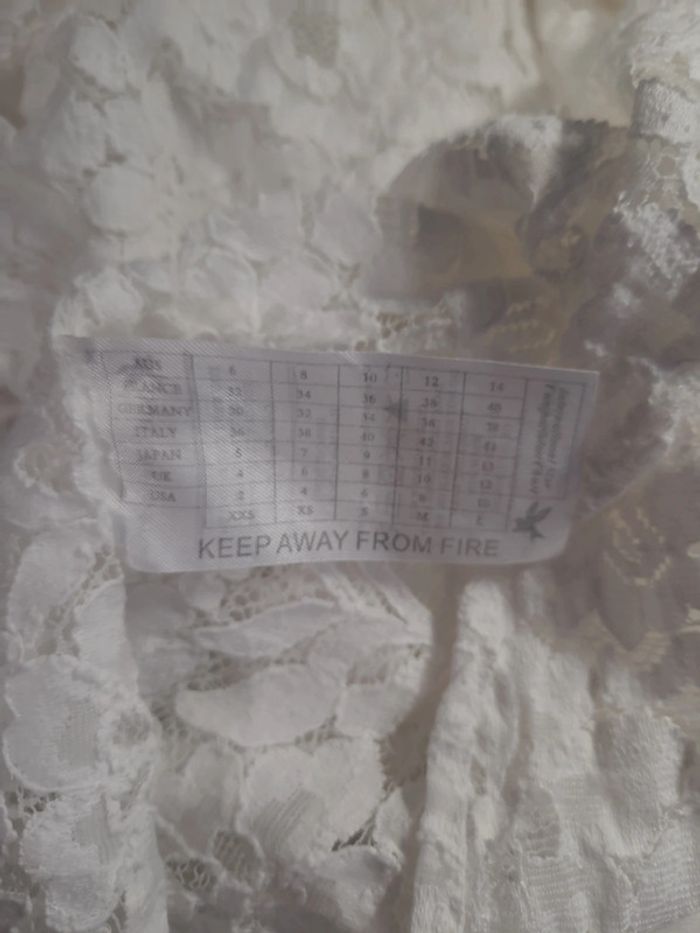 AUS 6 8 10 12 14
FRANCE 32 34 36 38 40
GERMANY 30 32 34 36 38
ITALY 36 38 40 42 44
JAPAN 5 7 9 11 13
UK 4 6 8 10 12
USA 2 4 6 8 10
XXS XS S M L
KEEP AWAY FROM FIRE